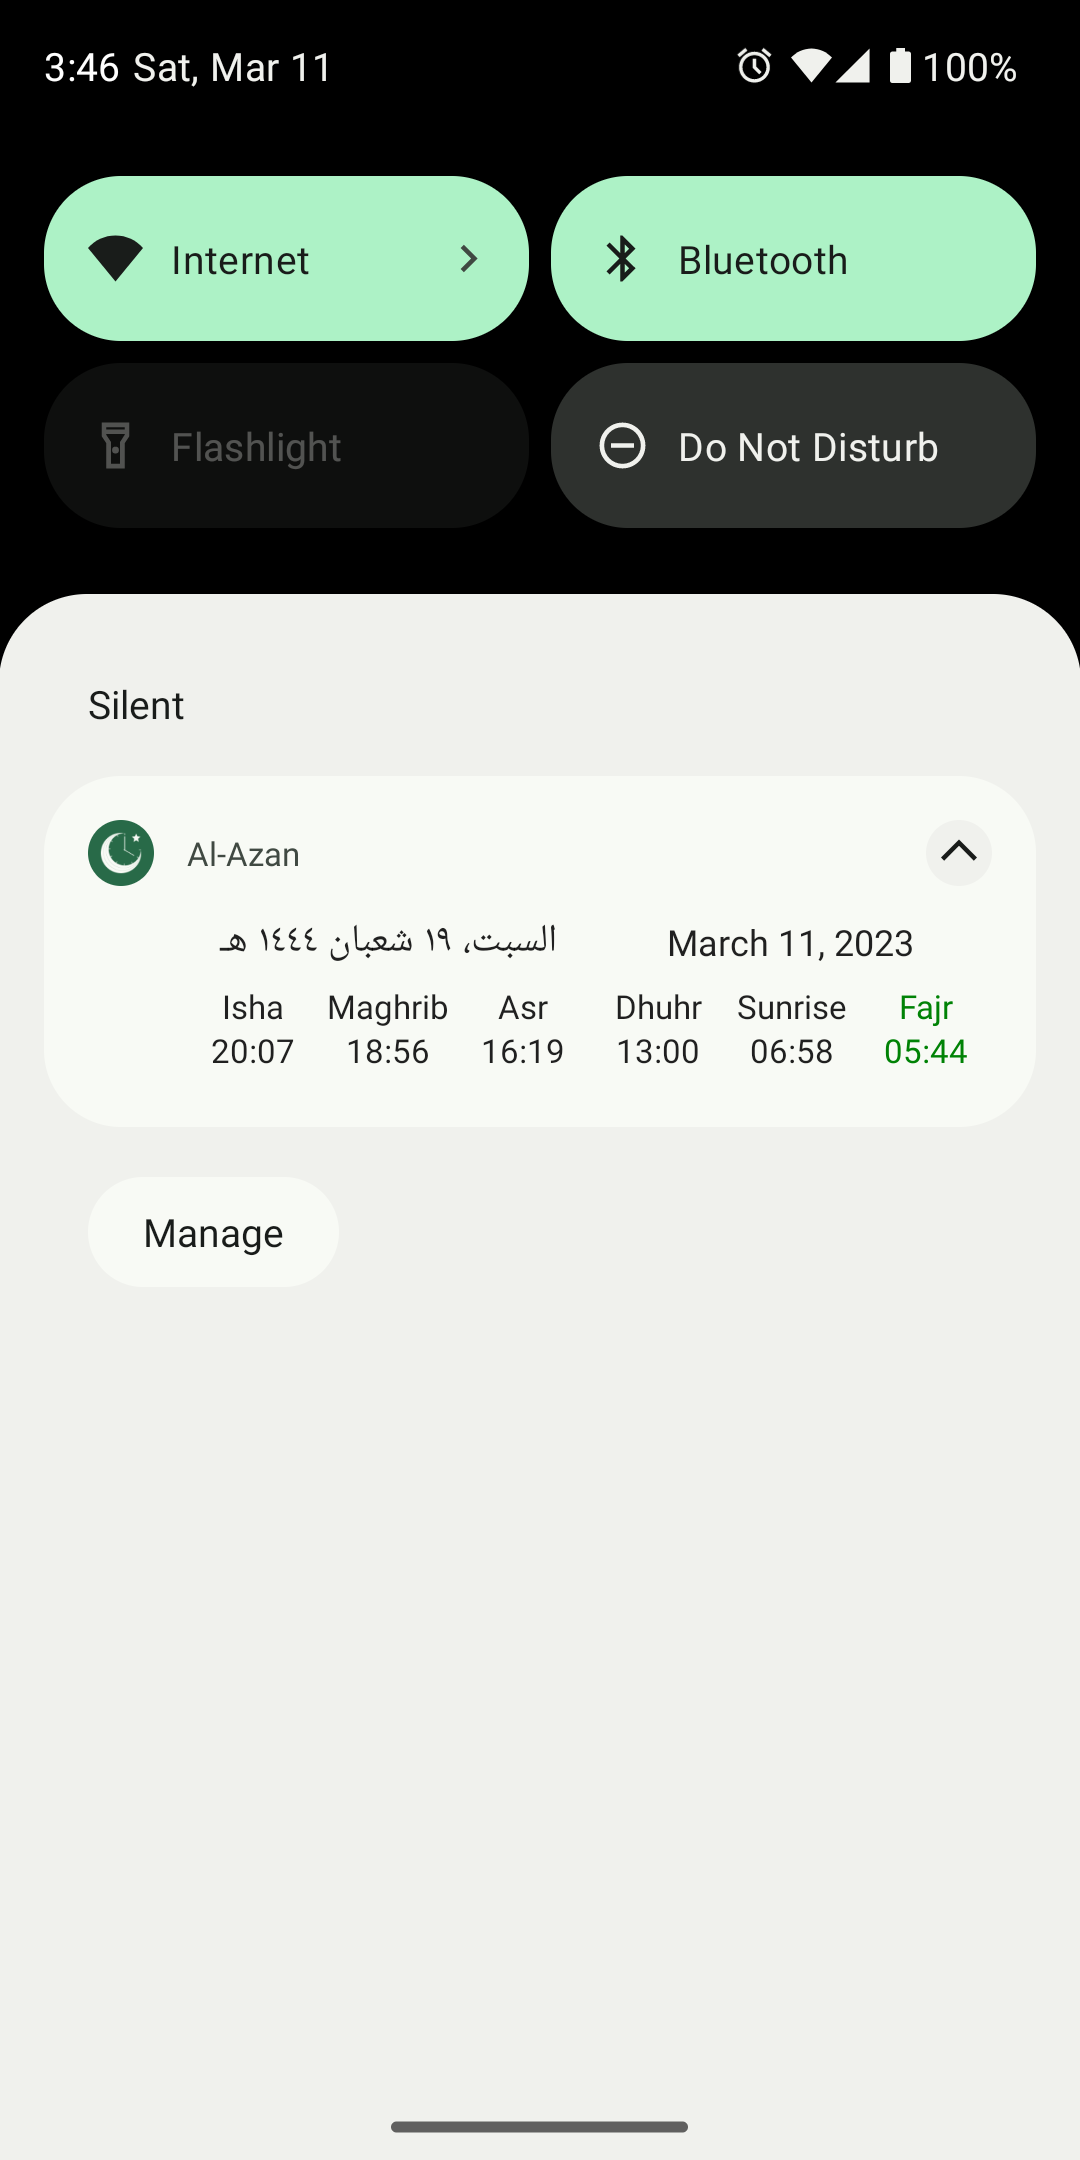 3:46 Sat, Mar 11 100%
Internet Bluetooth
Flashlight Do Not Disturb
Silent
Al-Azan
السبت، ١٩ شعبان ١٤٤٤ هـ March 11, 2023
Isha Maghrib Asr Dhuhr Sunrise Fajr
20:07 18:56 16:19 13:00 06:58 05:44
Manage